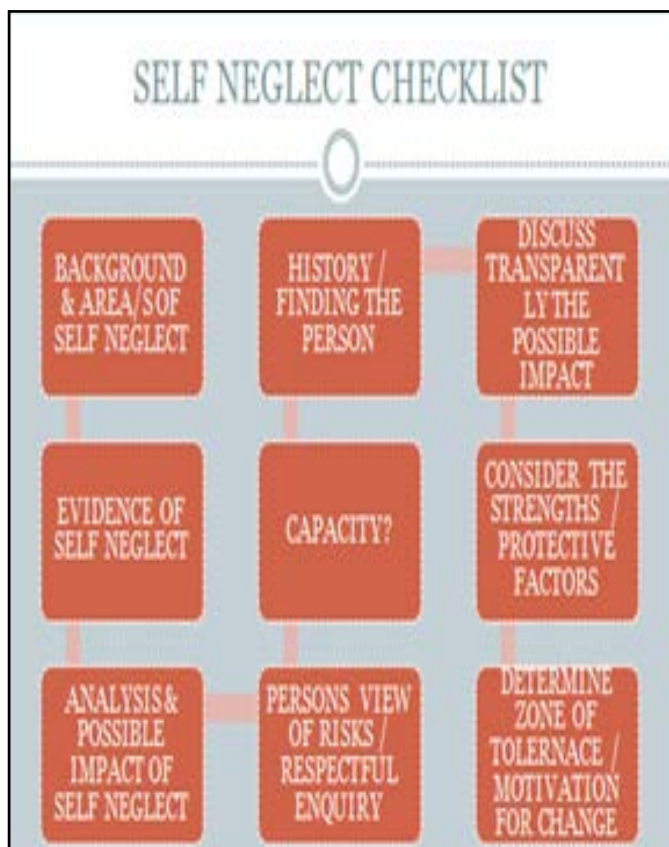 SELF NEGLECT CHECKLIST
BACKGROUND
& AREA/S OF
SELF NEGLECT
EVIDENCE OF
SELF NEGLECT
ANALYSIS &
POSSIBLE
IMPACT OF
SELF NEGLECT
PERSONS VIEW
OF RISKS /
RESPECTFUL
ENQUIRY
CAPACITY?
HISTORY /
FINDING THE
PERSON
DISCUSS
TRANSPARENT
LY THE
POSSIBLE
IMPACT
CONSIDER THE
STRENGTHS /
PROTECTIVE
FACTORS
DETERMINE
ZONE OF
TOLERNACE /
MOTIVATION
FOR CHANGE